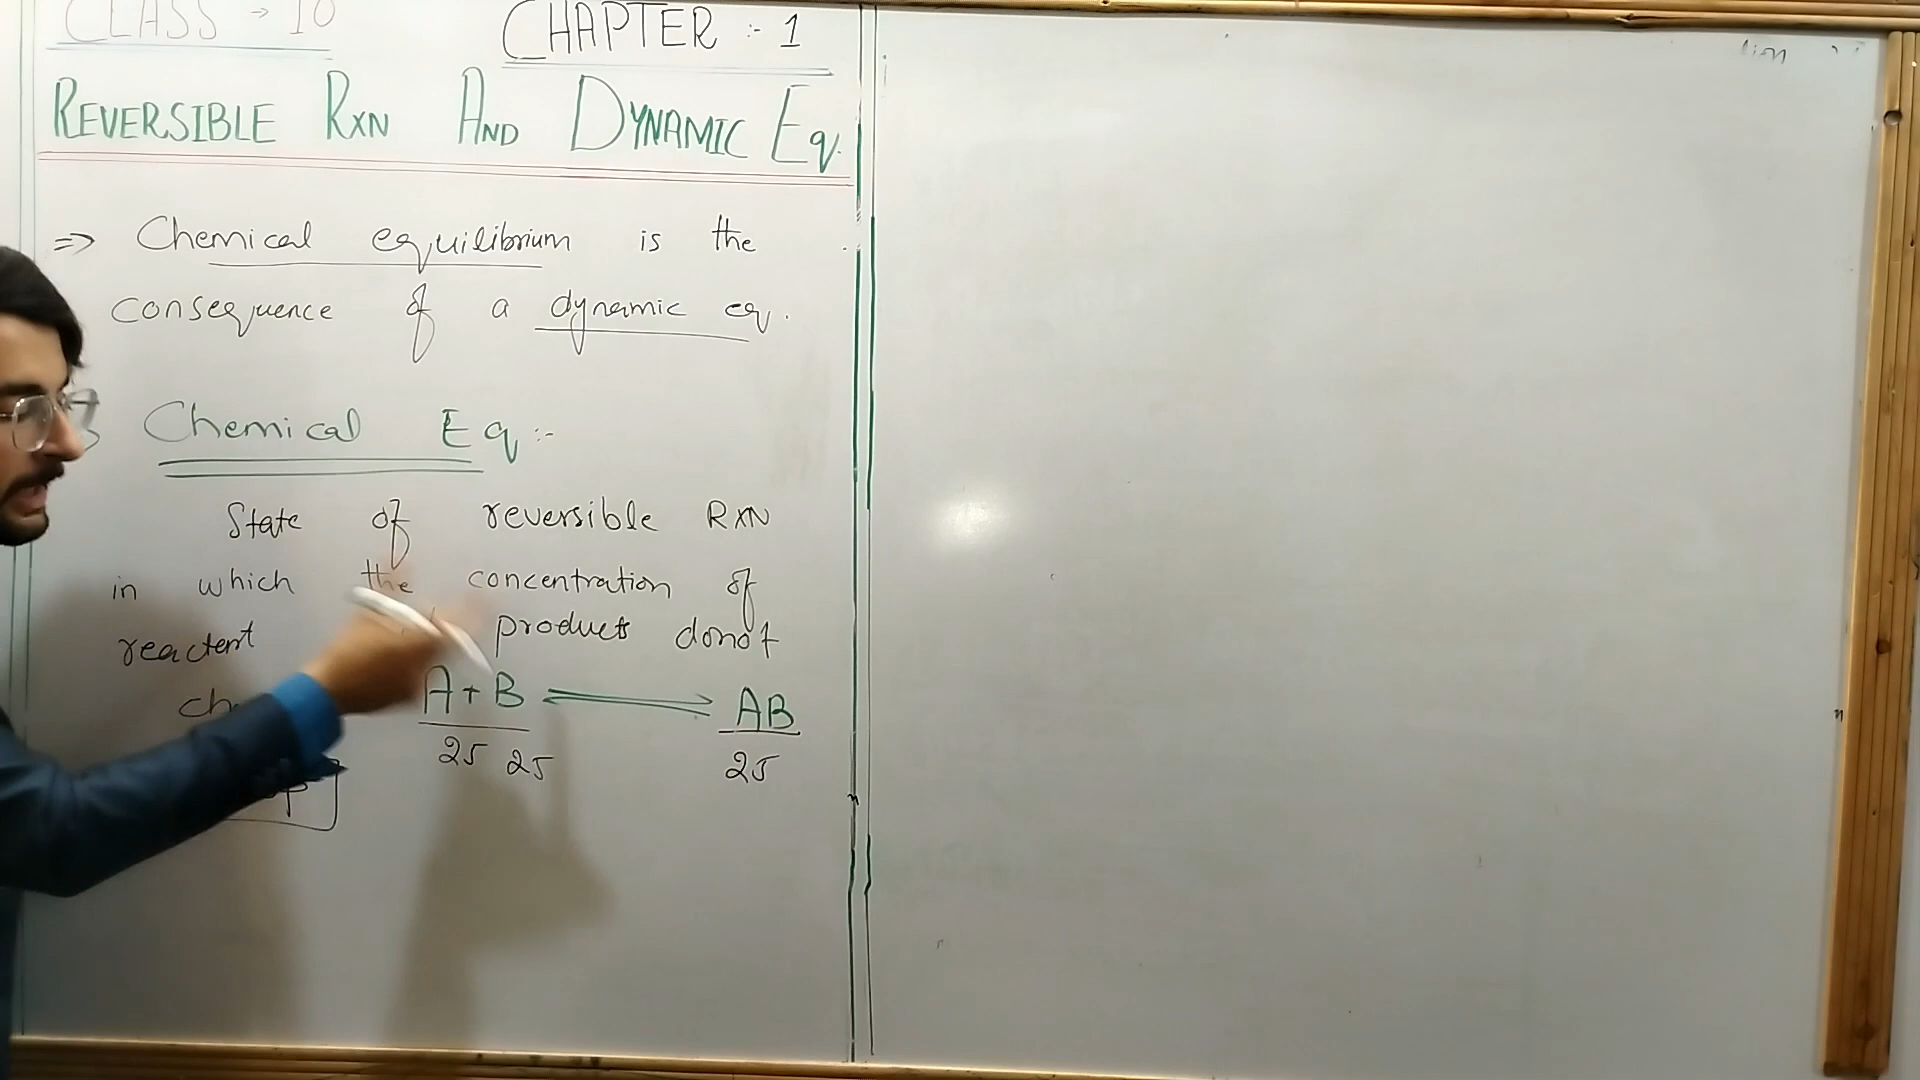 CLASS → 10
CHAPTER :- 1
REVERSIBLE RXN AND DYNAMIC Eq.
⇒ Chemical equilibrium is the
consequence of a dynamic eq.
Chemical Eq :-
State of reversible RXN
in which the concentration of
reactent products donot
A + B ⇌ AB
25 25 25